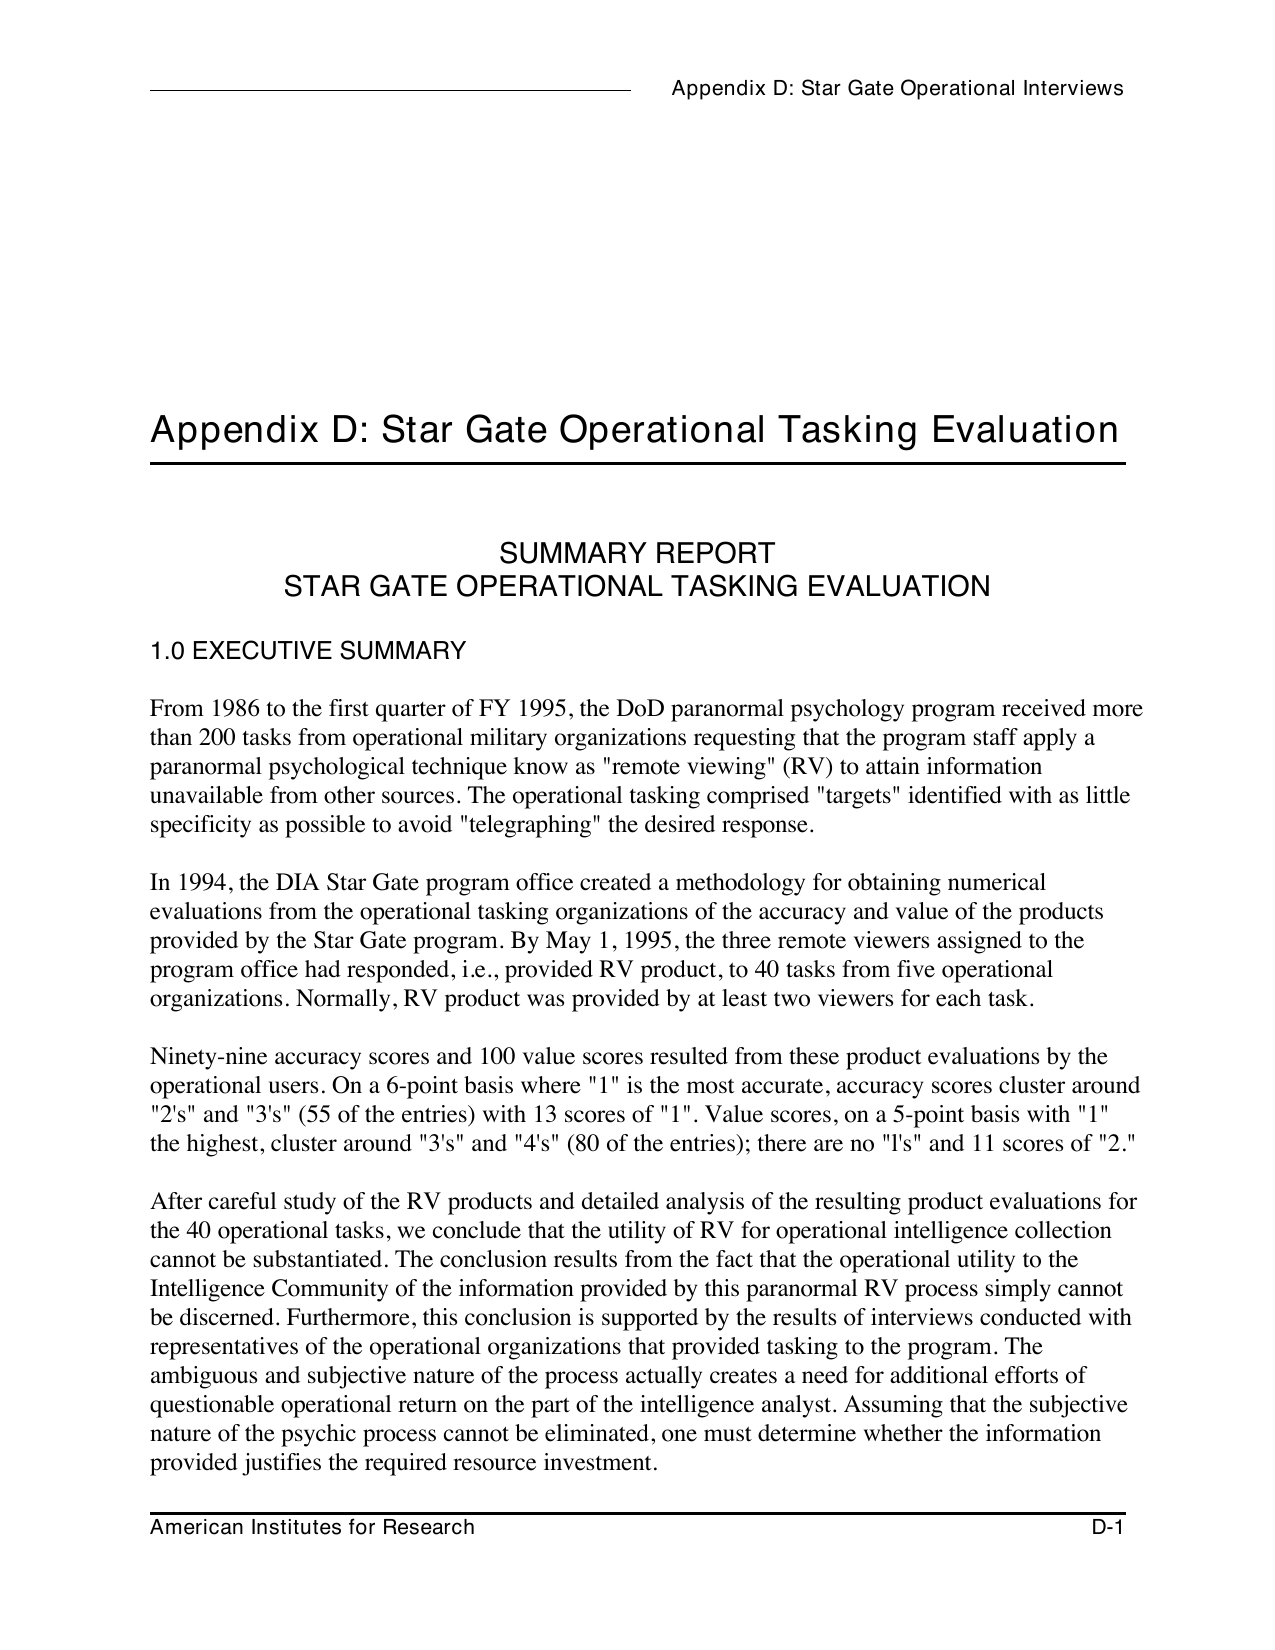 Appendix D: Star Gate Operational Interviews
Appendix D: Star Gate Operational Tasking Evaluation
SUMMARY REPORT
STAR GATE OPERATIONAL TASKING EVALUATION
1.0 EXECUTIVE SUMMARY
From 1986 to the first quarter of FY 1995, the DoD paranormal psychology program received more
than 200 tasks from operational military organizations requesting that the program staff apply a
paranormal psychological technique know as "remote viewing" (RV) to attain information
unavailable from other sources. The operational tasking comprised "targets" identified with as little
specificity as possible to avoid "telegraphing" the desired response.
In 1994, the DIA Star Gate program office created a methodology for obtaining numerical
evaluations from the operational tasking organizations of the accuracy and value of the products
provided by the Star Gate program. By May 1, 1995, the three remote viewers assigned to the
program office had responded, i.e., provided RV product, to 40 tasks from five operational
organizations. Normally, RV product was provided by at least two viewers for each task.
Ninety-nine accuracy scores and 100 value scores resulted from these product evaluations by the
operational users. On a 6-point basis where "1" is the most accurate, accuracy scores cluster around
"2's" and "3's" (55 of the entries) with 13 scores of "1". Value scores, on a 5-point basis with "1"
the highest, cluster around "3's" and "4's" (80 of the entries); there are no "l's" and 11 scores of "2."
After careful study of the RV products and detailed analysis of the resulting product evaluations for
the 40 operational tasks, we conclude that the utility of RV for operational intelligence collection
cannot be substantiated. The conclusion results from the fact that the operational utility to the
Intelligence Community of the information provided by this paranormal RV process simply cannot
be discerned. Furthermore, this conclusion is supported by the results of interviews conducted with
representatives of the operational organizations that provided tasking to the program. The
ambiguous and subjective nature of the process actually creates a need for additional efforts of
questionable operational return on the part of the intelligence analyst. Assuming that the subjective
nature of the psychic process cannot be eliminated, one must determine whether the information
provided justifies the required resource investment.
American Institutes for Research
D-1